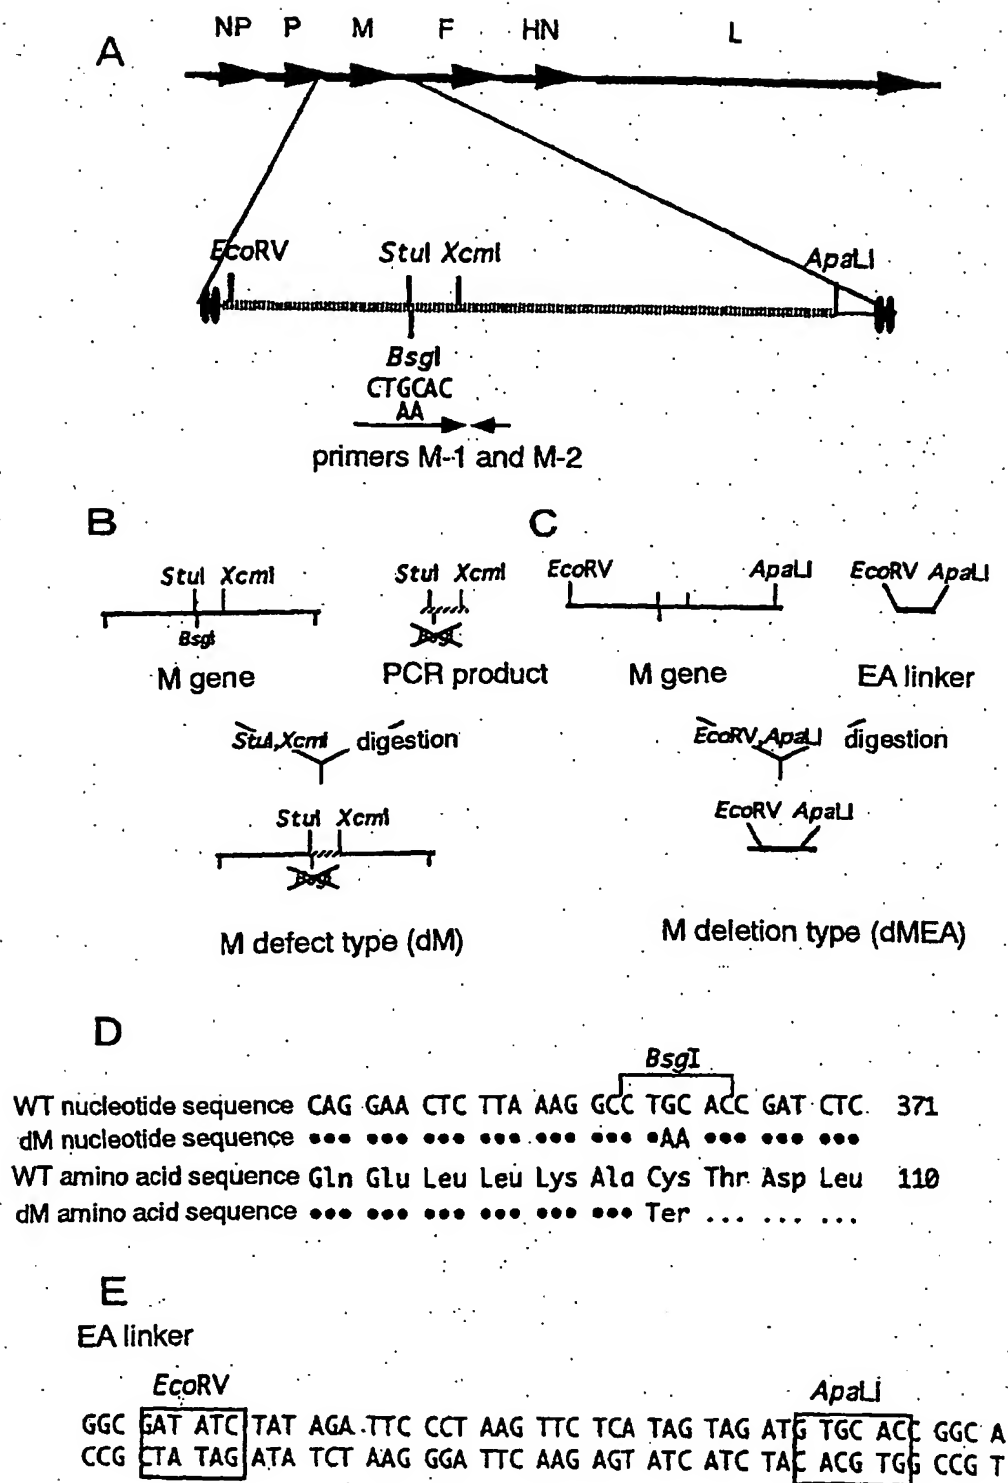 A
NP P M F HN L
EcoRV StuI XcmI ApaLI
BsgI
CTGCAC
AA
primers M-1 and M-2
B
C
StuI XcmI
BsgI
M gene
StuI XcmI
BsgI
PCR product
EcoRV ApaLI
M gene
EcoRV ApaLI
EA linker
StuI,XcmI digestion
EcoRV,ApaLI digestion
StuI XcmI
BsgI
M defect type (dM)
EcoRV ApaLI
M deletion type (dMEA)
D
BsgI
WT nucleotide sequence CAG GAA CTC TTA AAG GCC TGC ACC GAT CTC 371
dM nucleotide sequence ••• ••• ••• ••• ••• ••• •AA ••• ••• •••
WT amino acid sequence Gln Glu Leu Leu Lys Ala Cys Thr Asp Leu 110
dM amino acid sequence ••• ••• ••• ••• ••• ••• Ter ... ... ...
E
EA linker
EcoRV ApaLI
GGC GAT ATC TAT AGA TTC CCT AAG TTC TCA TAG TAG ATG TGC ACC GGC A
CCG CTA TAG ATA TCT AAG GGA TTC AAG AGT ATC ATC TAC ACG TGG CCG T